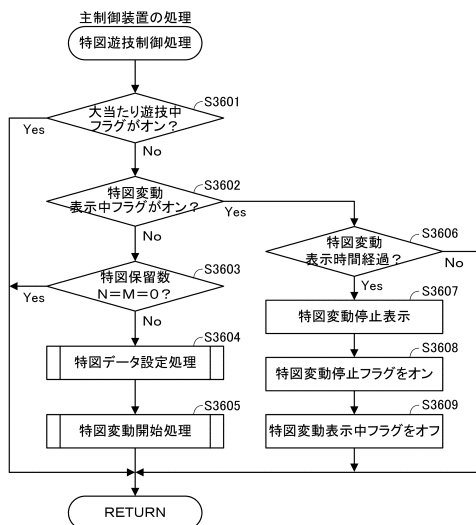 主制御装置の処理
特図遊技制御処理
S3601
大当たり遊技中
フラグがオン?
Yes
No
S3602
特図変動
表示中フラグがオン?
Yes
No
S3603
特図保留数
N=M=0?
Yes
No
S3604
特図データ設定処理
S3605
特図変動開始処理
S3606
特図変動
表示時間経過?
No
Yes
S3607
特図変動停止表示
S3608
特図変動停止フラグをオン
S3609
特図変動表示中フラグをオフ
RETURN